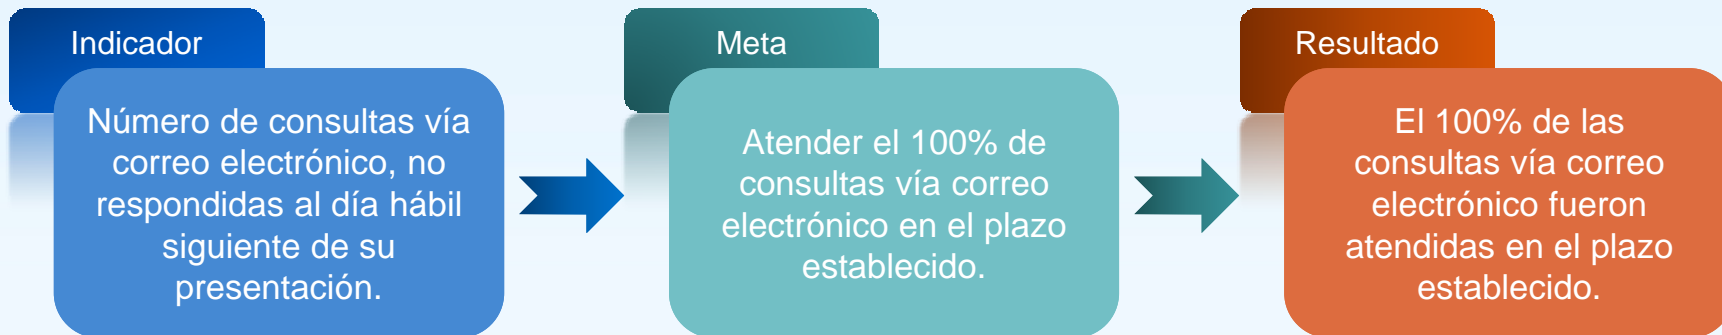 Indicador
Número de consultas vía
correo electrónico, no
respondidas al día hábil
siguiente de su
presentación.
Meta
Atender el 100% de
consultas vía correo
electrónico en el plazo
establecido.
Resultado
El 100% de las
consultas vía correo
electrónico fueron
atendidas en el plazo
establecido.